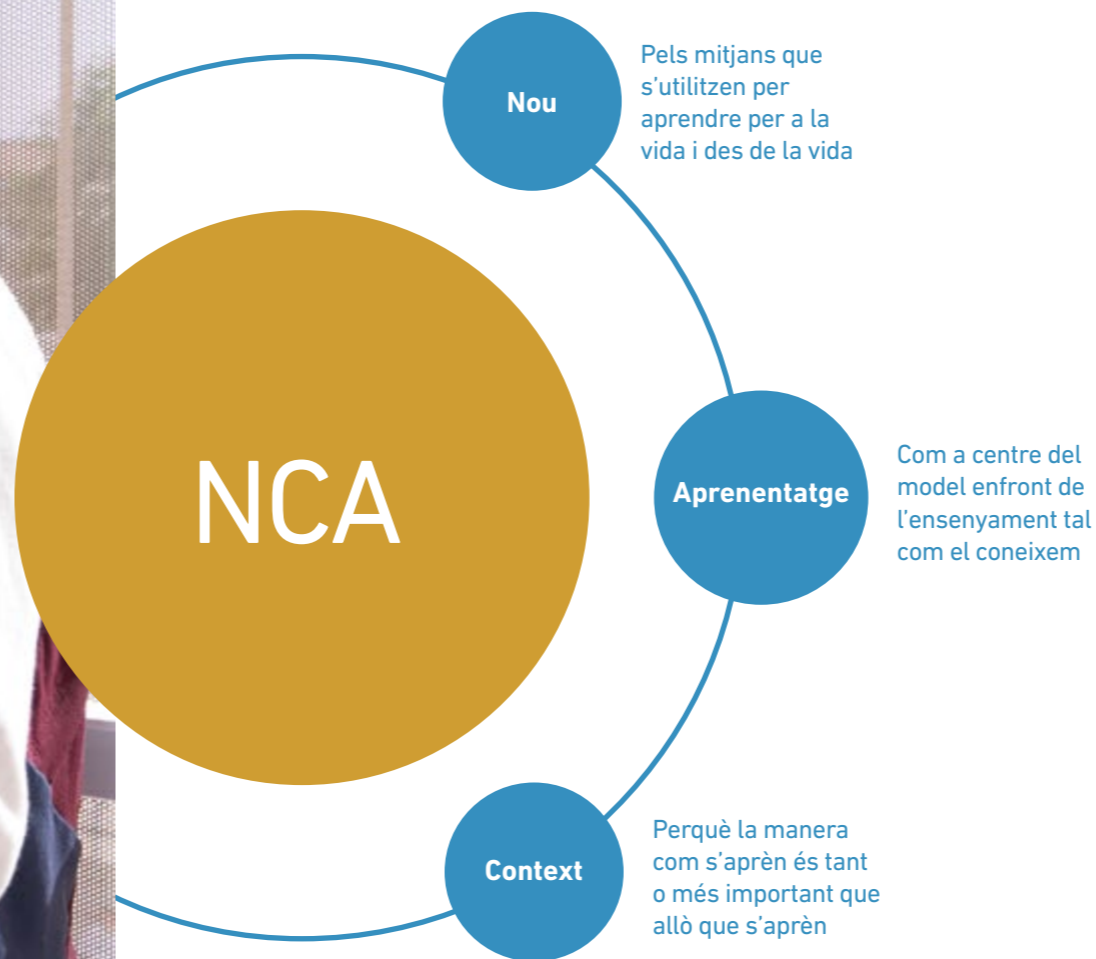 Nou
Pels mitjans que
s'utilitzen per
aprendre per a la
vida i des de la vida
NCA
Aprenentatge
Com a centre del
model enfront de
l'ensenyament tal
com el coneixem
Context
Perquè la manera
com s'aprèn és tant
o més important que
allò que s'aprèn